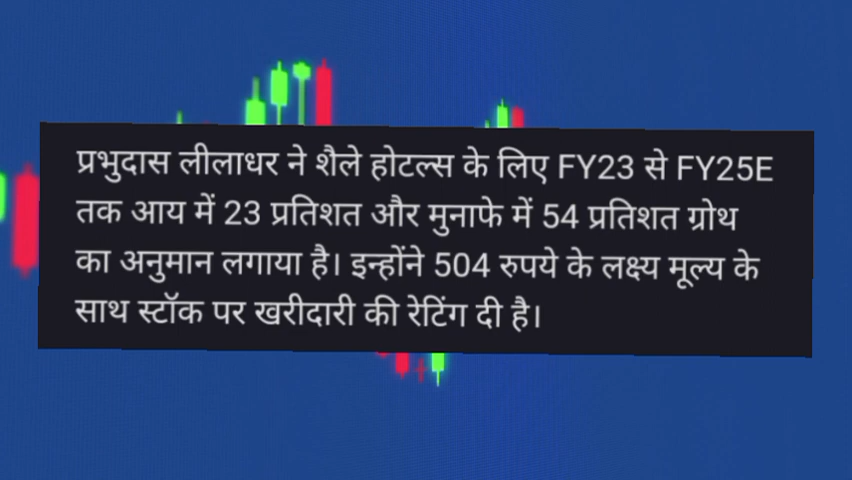 प्रभुदास लीलाधर ने शैले होटल्स के लिए FY23 से FY25E
तक आय में 23 प्रतिशत और मुनाफे में 54 प्रतिशत ग्रोथ
का अनुमान लगाया है। इन्होंने 504 रुपये के लक्ष्य मूल्य के
साथ स्टॉक पर खरीदारी की रेटिंग दी है।